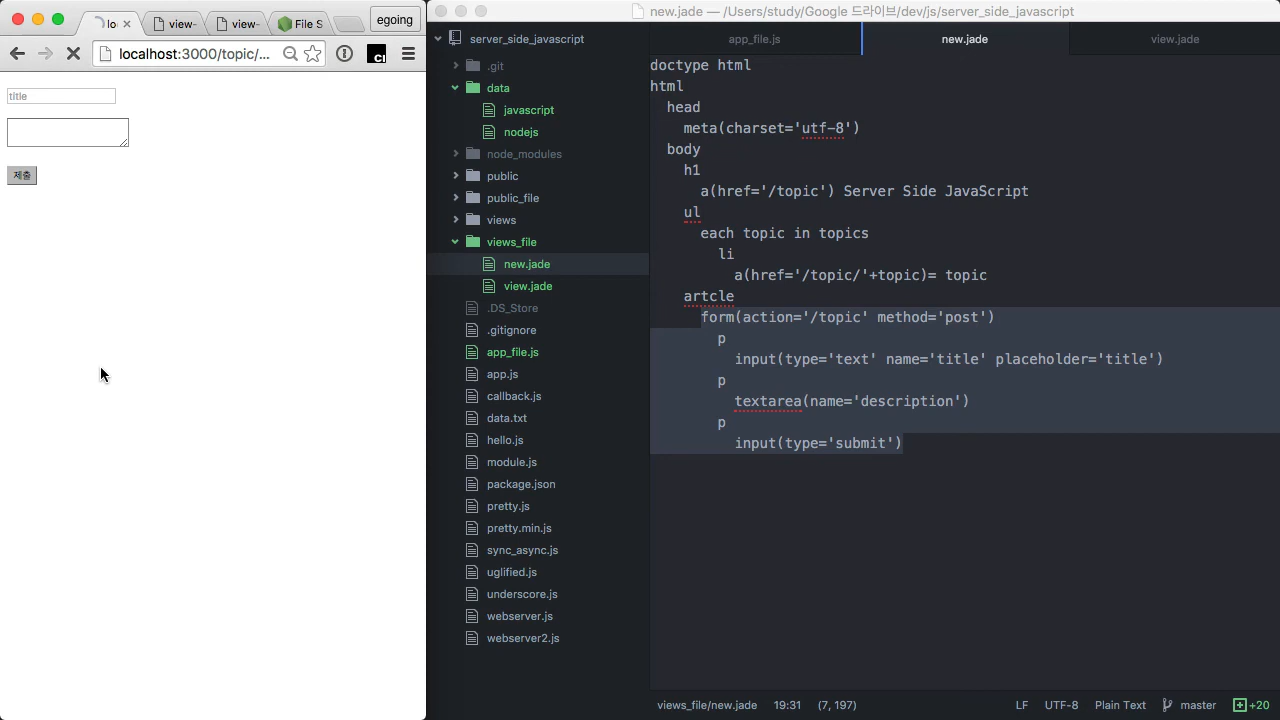 lo
view-
view-
File S
egoing
localhost:3000/topic/...
title
제출
new.jade — /Users/study/Google 드라이브/dev/js/server_side_javascript
server_side_javascript
.git
data
javascript
nodejs
node_modules
public
public_file
views
views_file
new.jade
view.jade
.DS_Store
.gitignore
app_file.js
app.js
callback.js
data.txt
hello.js
module.js
package.json
pretty.js
pretty.min.js
sync_async.js
uglified.js
underscore.js
webserver.js
webserver2.js
app_file.js
new.jade
view.jade
doctype html
html
head
meta(charset='utf-8')
body
h1
a(href='/topic') Server Side JavaScript
ul
each topic in topics
li
a(href='/topic/'+topic)= topic
artcle
form(action='/topic' method='post')
p
input(type='text' name='title' placeholder='title')
p
textarea(name='description')
p
input(type='submit')
views_file/new.jade 19:31 (7, 197) LF UTF-8 Plain Text master +20